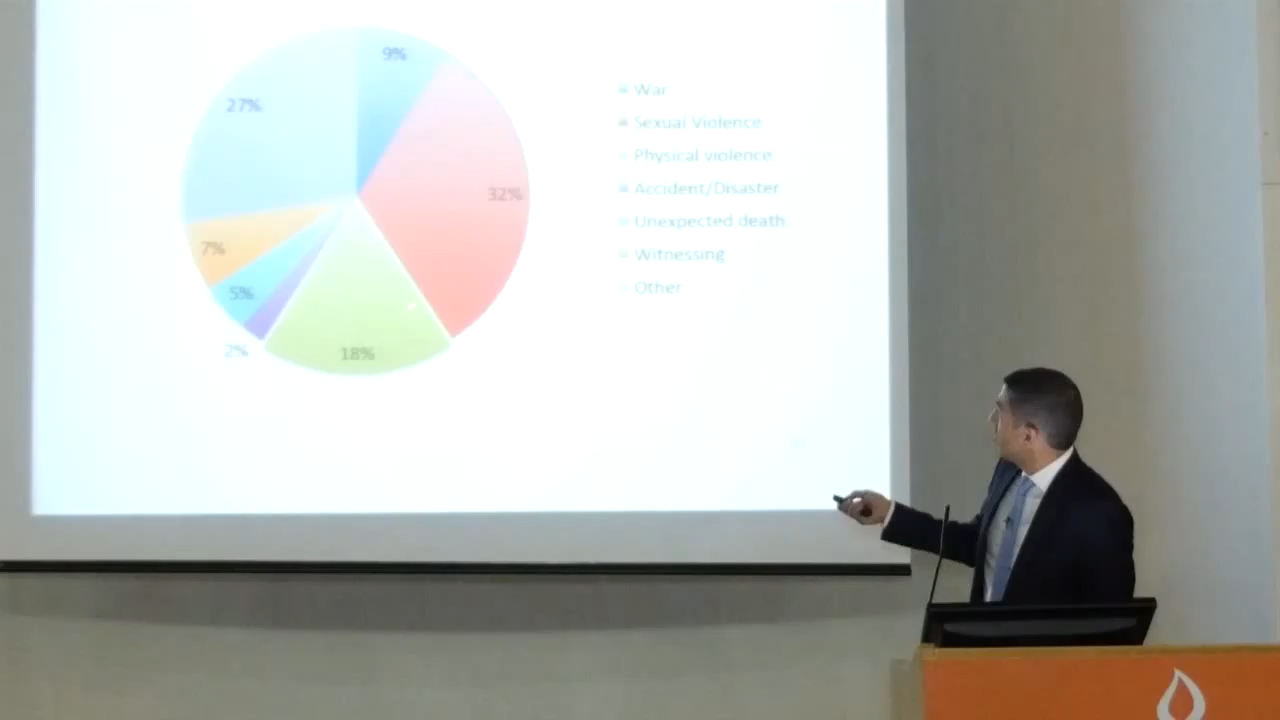 9%
27%
32%
7%
5%
2%
18%
War
Sexual Violence
Physical violence
Accident/Disaster
Unexpected death
Witnessing
Other